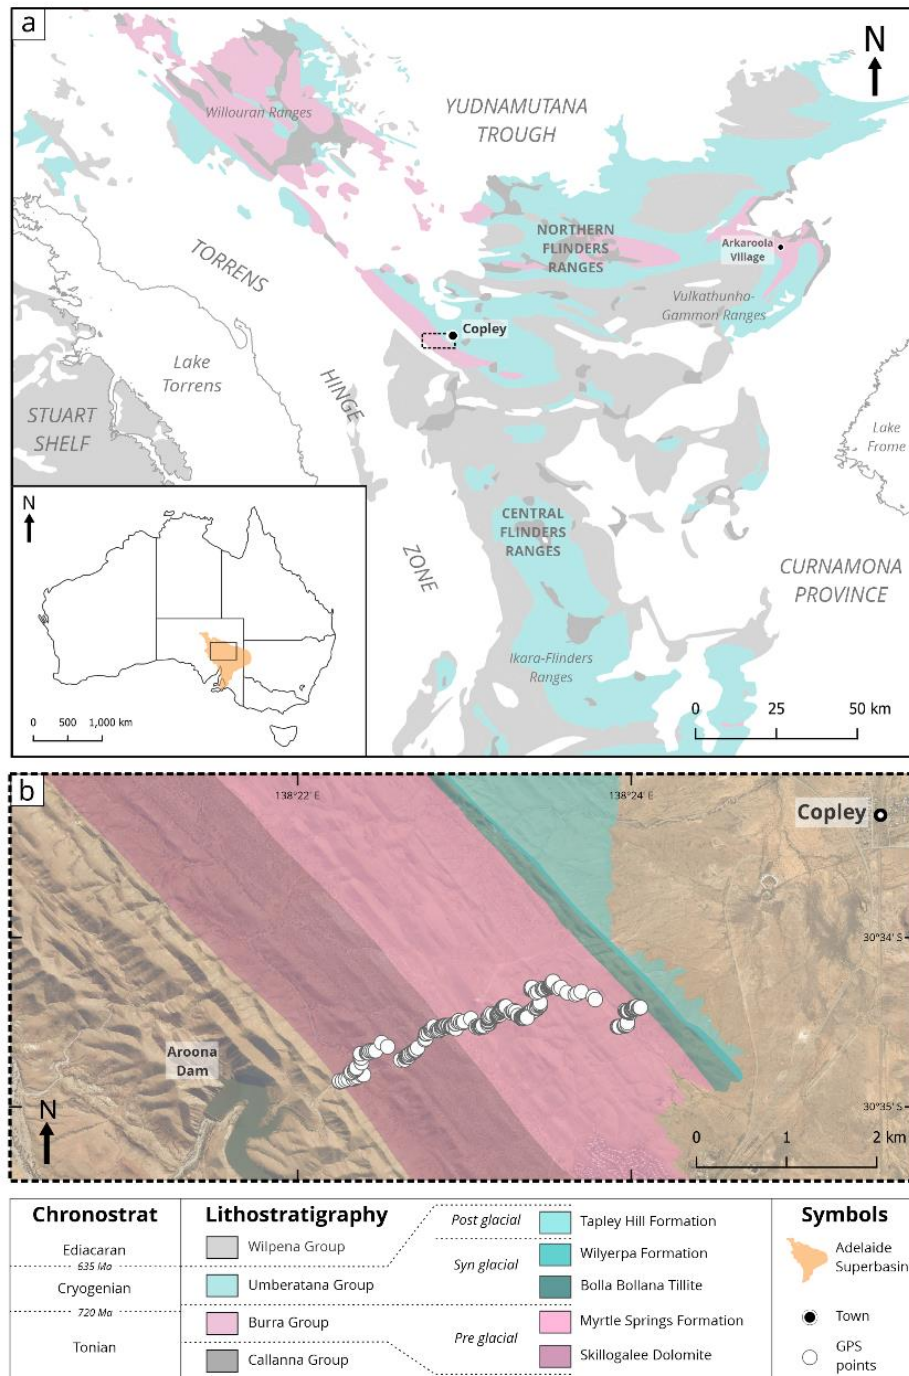 a
N
Willouran Ranges
YUDNAMUTANA
TROUGH
NORTHERN
FLINDERS
RANGES
Arkaroola
Village
TORRENS
Vulkathunha-
Gammon Ranges
Copley
Lake
Torrens
HINGE
STUART
SHELF
Lake
Frome
N
CENTRAL
FLINDERS
RANGES
ZONE
CURNAMONA
PROVINCE
Ikara-Flinders
Ranges
0 500 1,000 km
0 25 50 km
b
138°22' E
138°24' E
Copley
30°34' S
Aroona
Dam
N
30°35' S
0 1 2 km
Chronostrat
Ediacaran
635 Ma
Cryogenian
720 Ma
Tonian
Lithostratigraphy
Wilpena Group
Umberatana Group
Burra Group
Callanna Group
Post glacial
Syn glacial
Pre glacial
Tapley Hill Formation
Wilyerpa Formation
Bolla Bollana Tillite
Myrtle Springs Formation
Skillogalee Dolomite
Symbols
Adelaide
Superbasin
Town
GPS
points